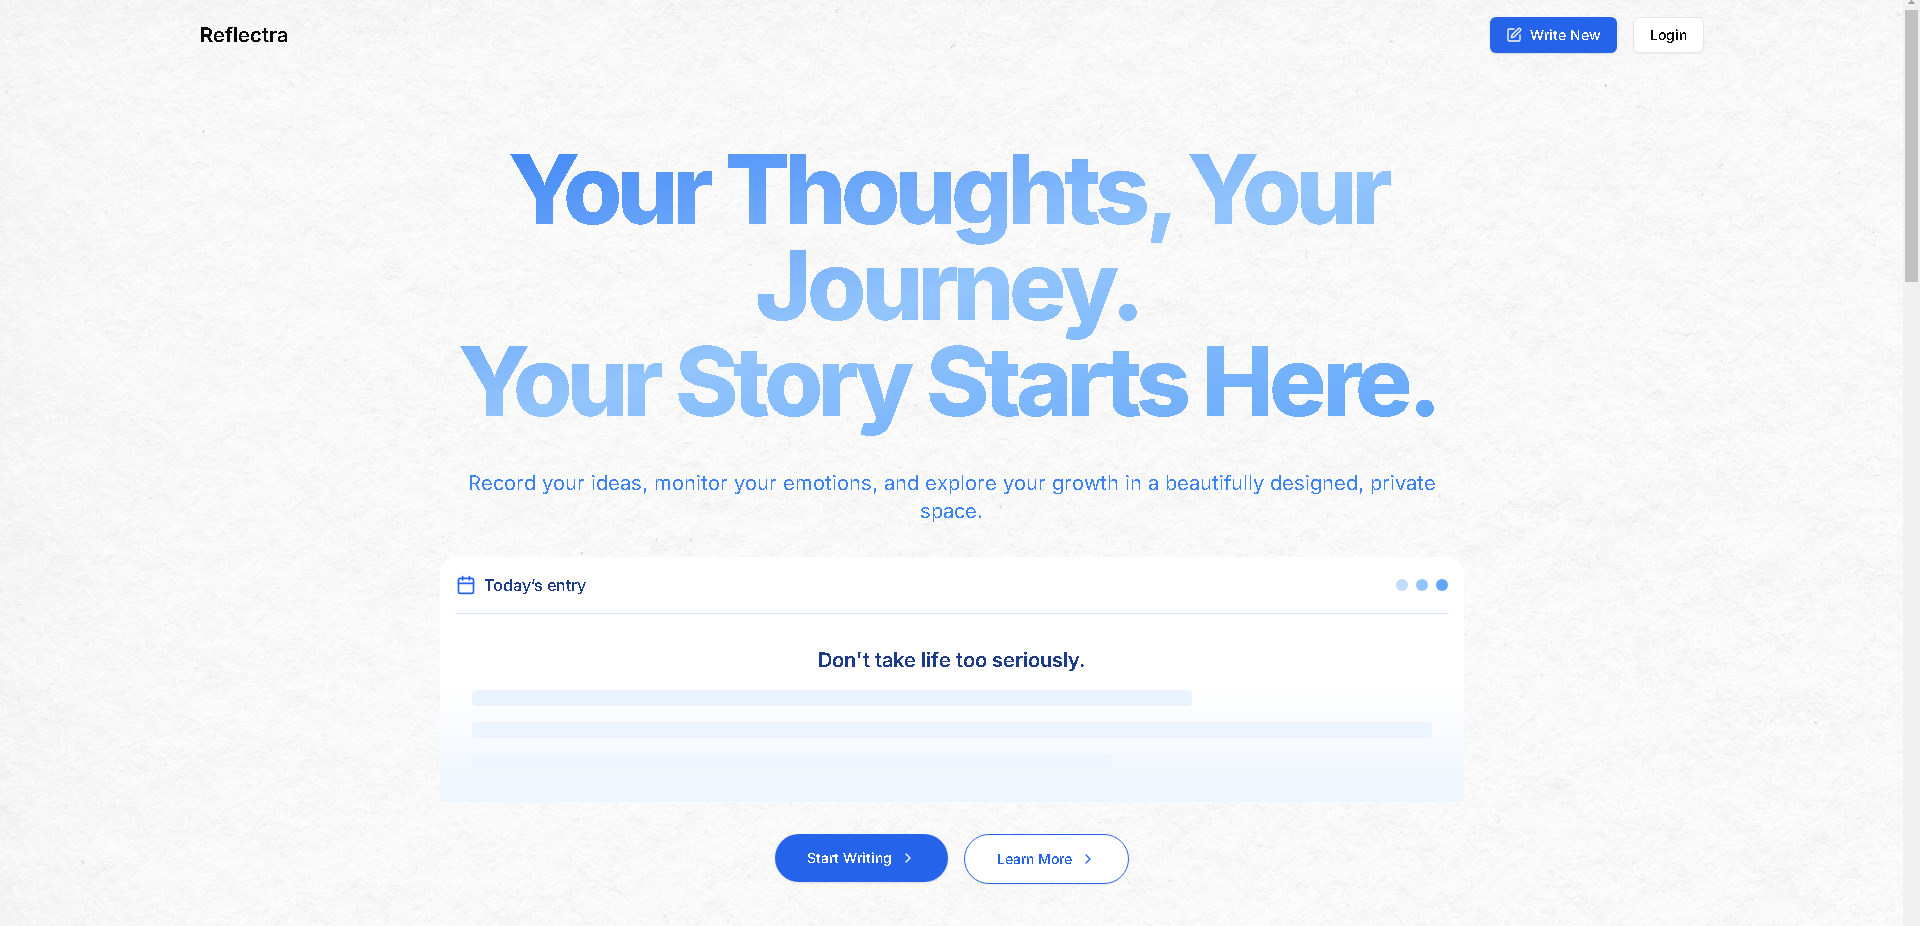 Reflectra
Write New
Login
Your Thoughts, Your
Journey.
Your Story Starts Here.
Record your ideas, monitor your emotions, and explore your growth in a beautifully designed, private
space.
Today's entry
Don't take life too seriously.
Start Writing
Learn More